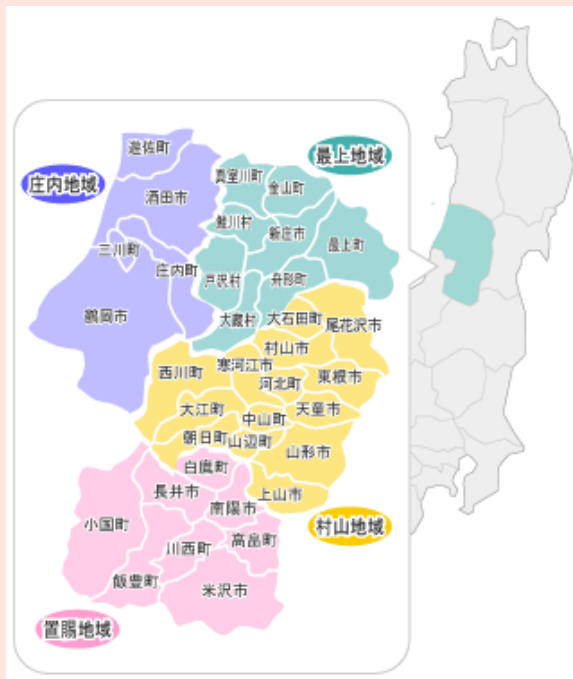 庄内地域
遊佐町
酒田市
三川町
庄内町
鶴岡市
最上地域
真室川町
金山町
鮭川村
新庄市
最上町
戸沢村
舟形町
大蔵村
大石田町
尾花沢市
村山市
寒河江市
西川町
河北町
東根市
大江町
中山町
天童市
朝日町
山辺町
山形市
上山市
村山地域
白鷹町
長井市
南陽市
小国町
川西町
高畠町
飯豊町
米沢市
置賜地域